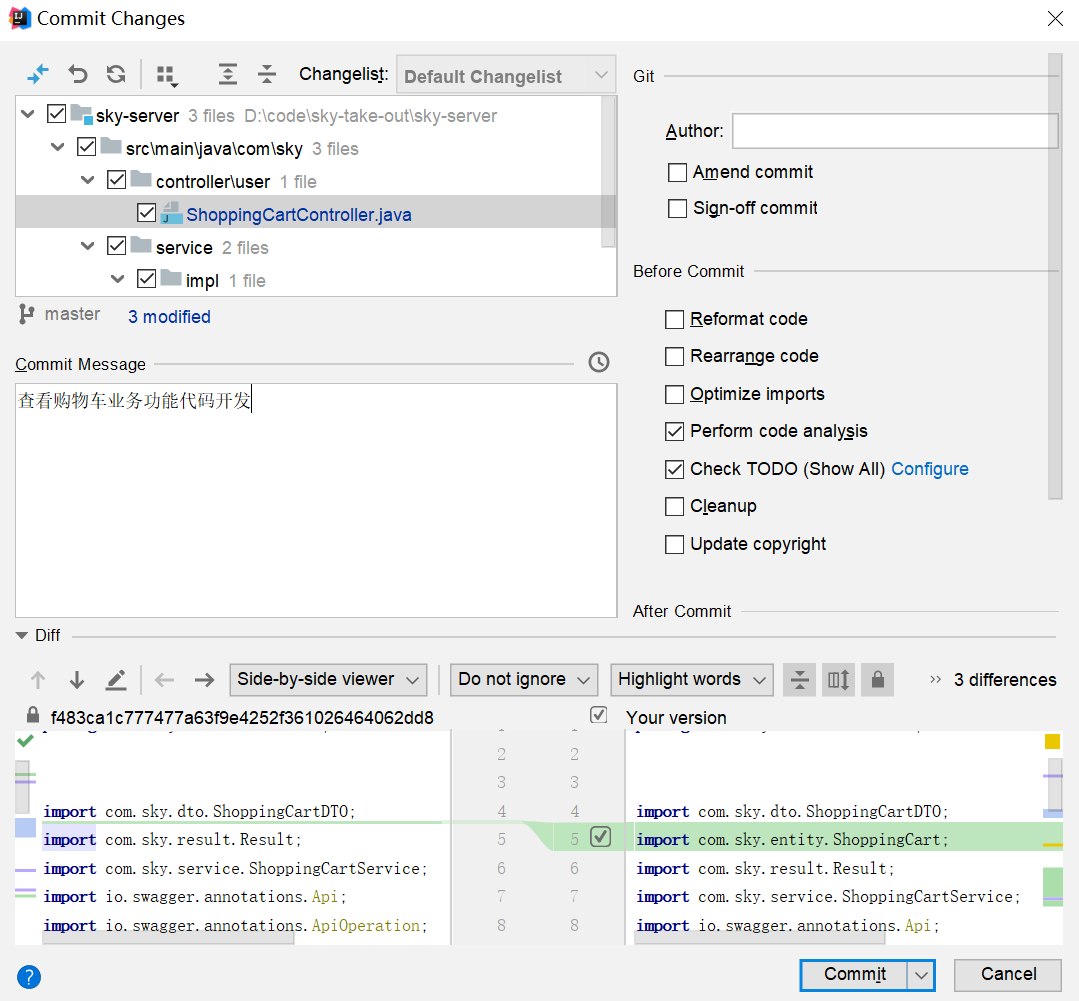 Commit Changes
Changelist: Default Changelist
sky-server 3 files D:\code\sky-take-out\sky-server
src\main\java\com\sky 3 files
controller\user 1 file
ShoppingCartController.java
service 2 files
impl 1 file
master 3 modified
Commit Message
查看购物车业务功能代码开发
Git
Author:
Amend commit
Sign-off commit
Before Commit
Reformat code
Rearrange code
Optimize imports
Perform code analysis
Check TODO (Show All) Configure
Cleanup
Update copyright
After Commit
Diff
Side-by-side viewer Do not ignore Highlight words 3 differences
f483ca1c777477a63f9e4252f361026464062dd8 Your version
2 2
3 3
import com.sky.dto.ShoppingCartDTO; 4 4 import com.sky.dto.ShoppingCartDTO;
import com.sky.result.Result; 5 5 import com.sky.entity.ShoppingCart;
import com.sky.service.ShoppingCartService; 6 6 import com.sky.result.Result;
import io.swagger.annotations.Api; 7 7 import com.sky.service.ShoppingCartService;
import io.swagger.annotations.ApiOperation; 8 8 import io.swagger.annotations.Api;
? Commit Cancel